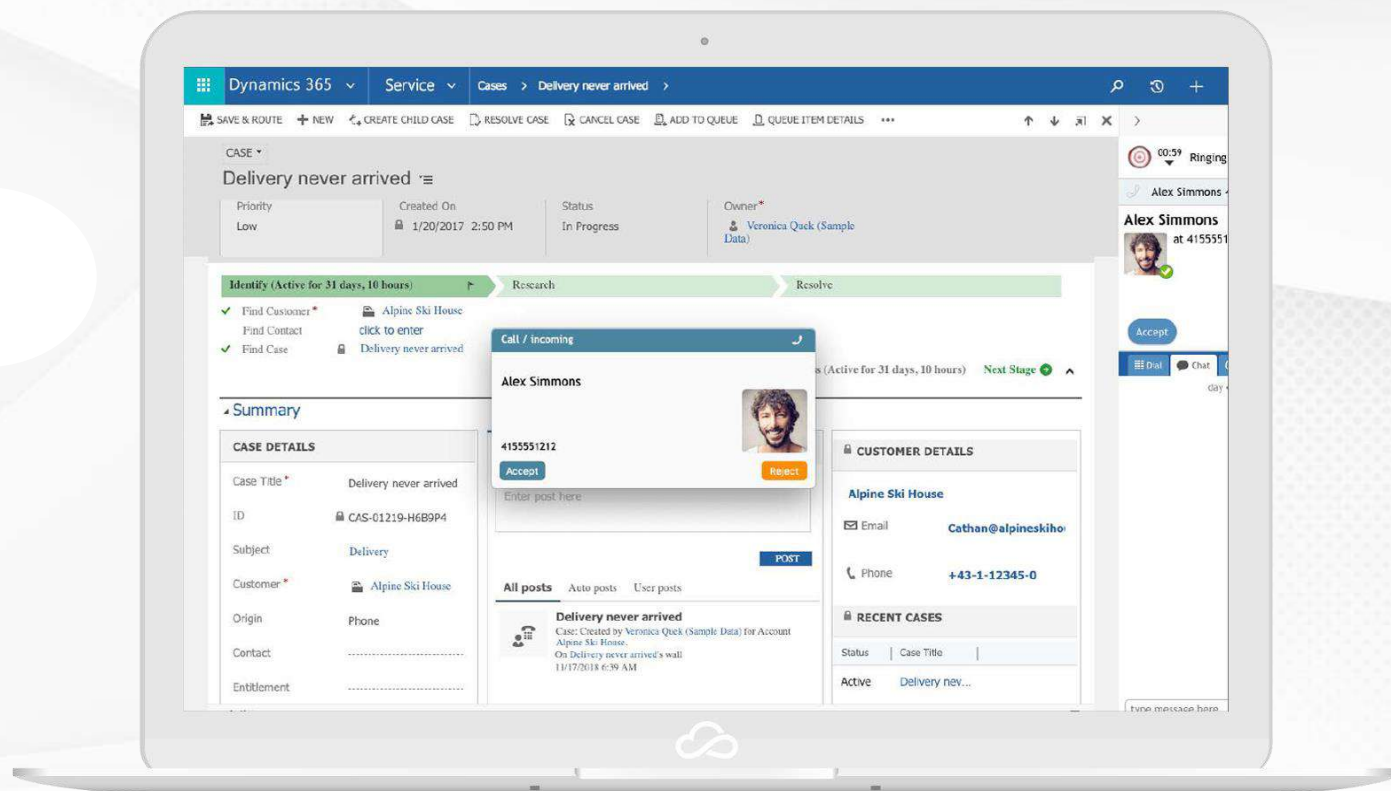 Dynamics 365
Service
Cases > Delivery never arrived >
SAVE & ROUTE
NEW
CREATE CHILD CASE
RESOLVE CASE
CANCEL CASE
ADD TO QUEUE
QUEUE ITEM DETAILS
CASE
Delivery never arrived
Priority
Low
Created On
1/20/2017 2:50 PM
Status
In Progress
Owner*
Veronica Quek (Sample
Data)
Identify (Active for 31 days, 10 hours)
Research
Resolve
Find Customer*
Alpine Ski House
Find Contact
click to enter
Find Case
Delivery never arrived
(Active for 31 days, 10 hours)
Next Stage
Call / incoming
Alex Simmons
4155551212
Accept
Reject
Summary
CASE DETAILS
Case Title*
Delivery never arrived
ID
CAS-01219-H6B9P4
Subject
Delivery
Customer*
Alpine Ski House
Origin
Phone
Contact
Entitlement
Enter post here
POST
All posts
Auto posts
User posts
Delivery never arrived
Case: Created by Veronica Quek (Sample Data) for Account
Alpine Ski House.
On Delivery never arrived's wall
11/17/2018 6:39 AM
CUSTOMER DETAILS
Alpine Ski House
Email
Cathan@alpineskiho
Phone
+43-1-12345-0
RECENT CASES
Status
Case Title
Active
Delivery nev...
00:59
Ringing
Alex Simmons
Alex Simmons
at 4155551
Accept
Dial
Chat
day
type message here